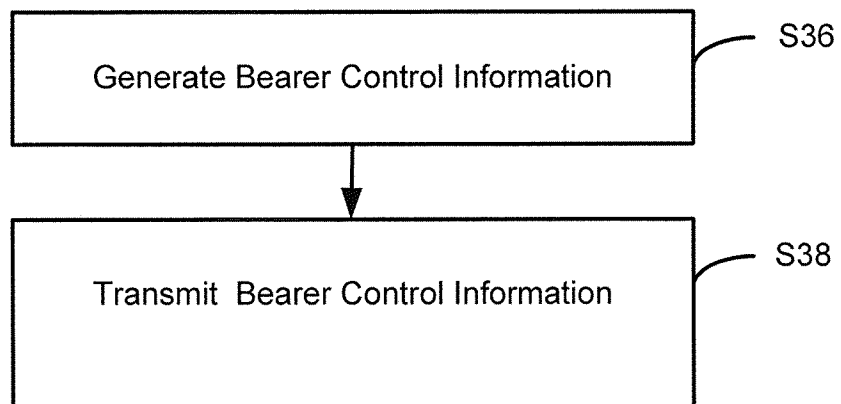 S36
Generate Bearer Control Information
S38
Transmit Bearer Control Information